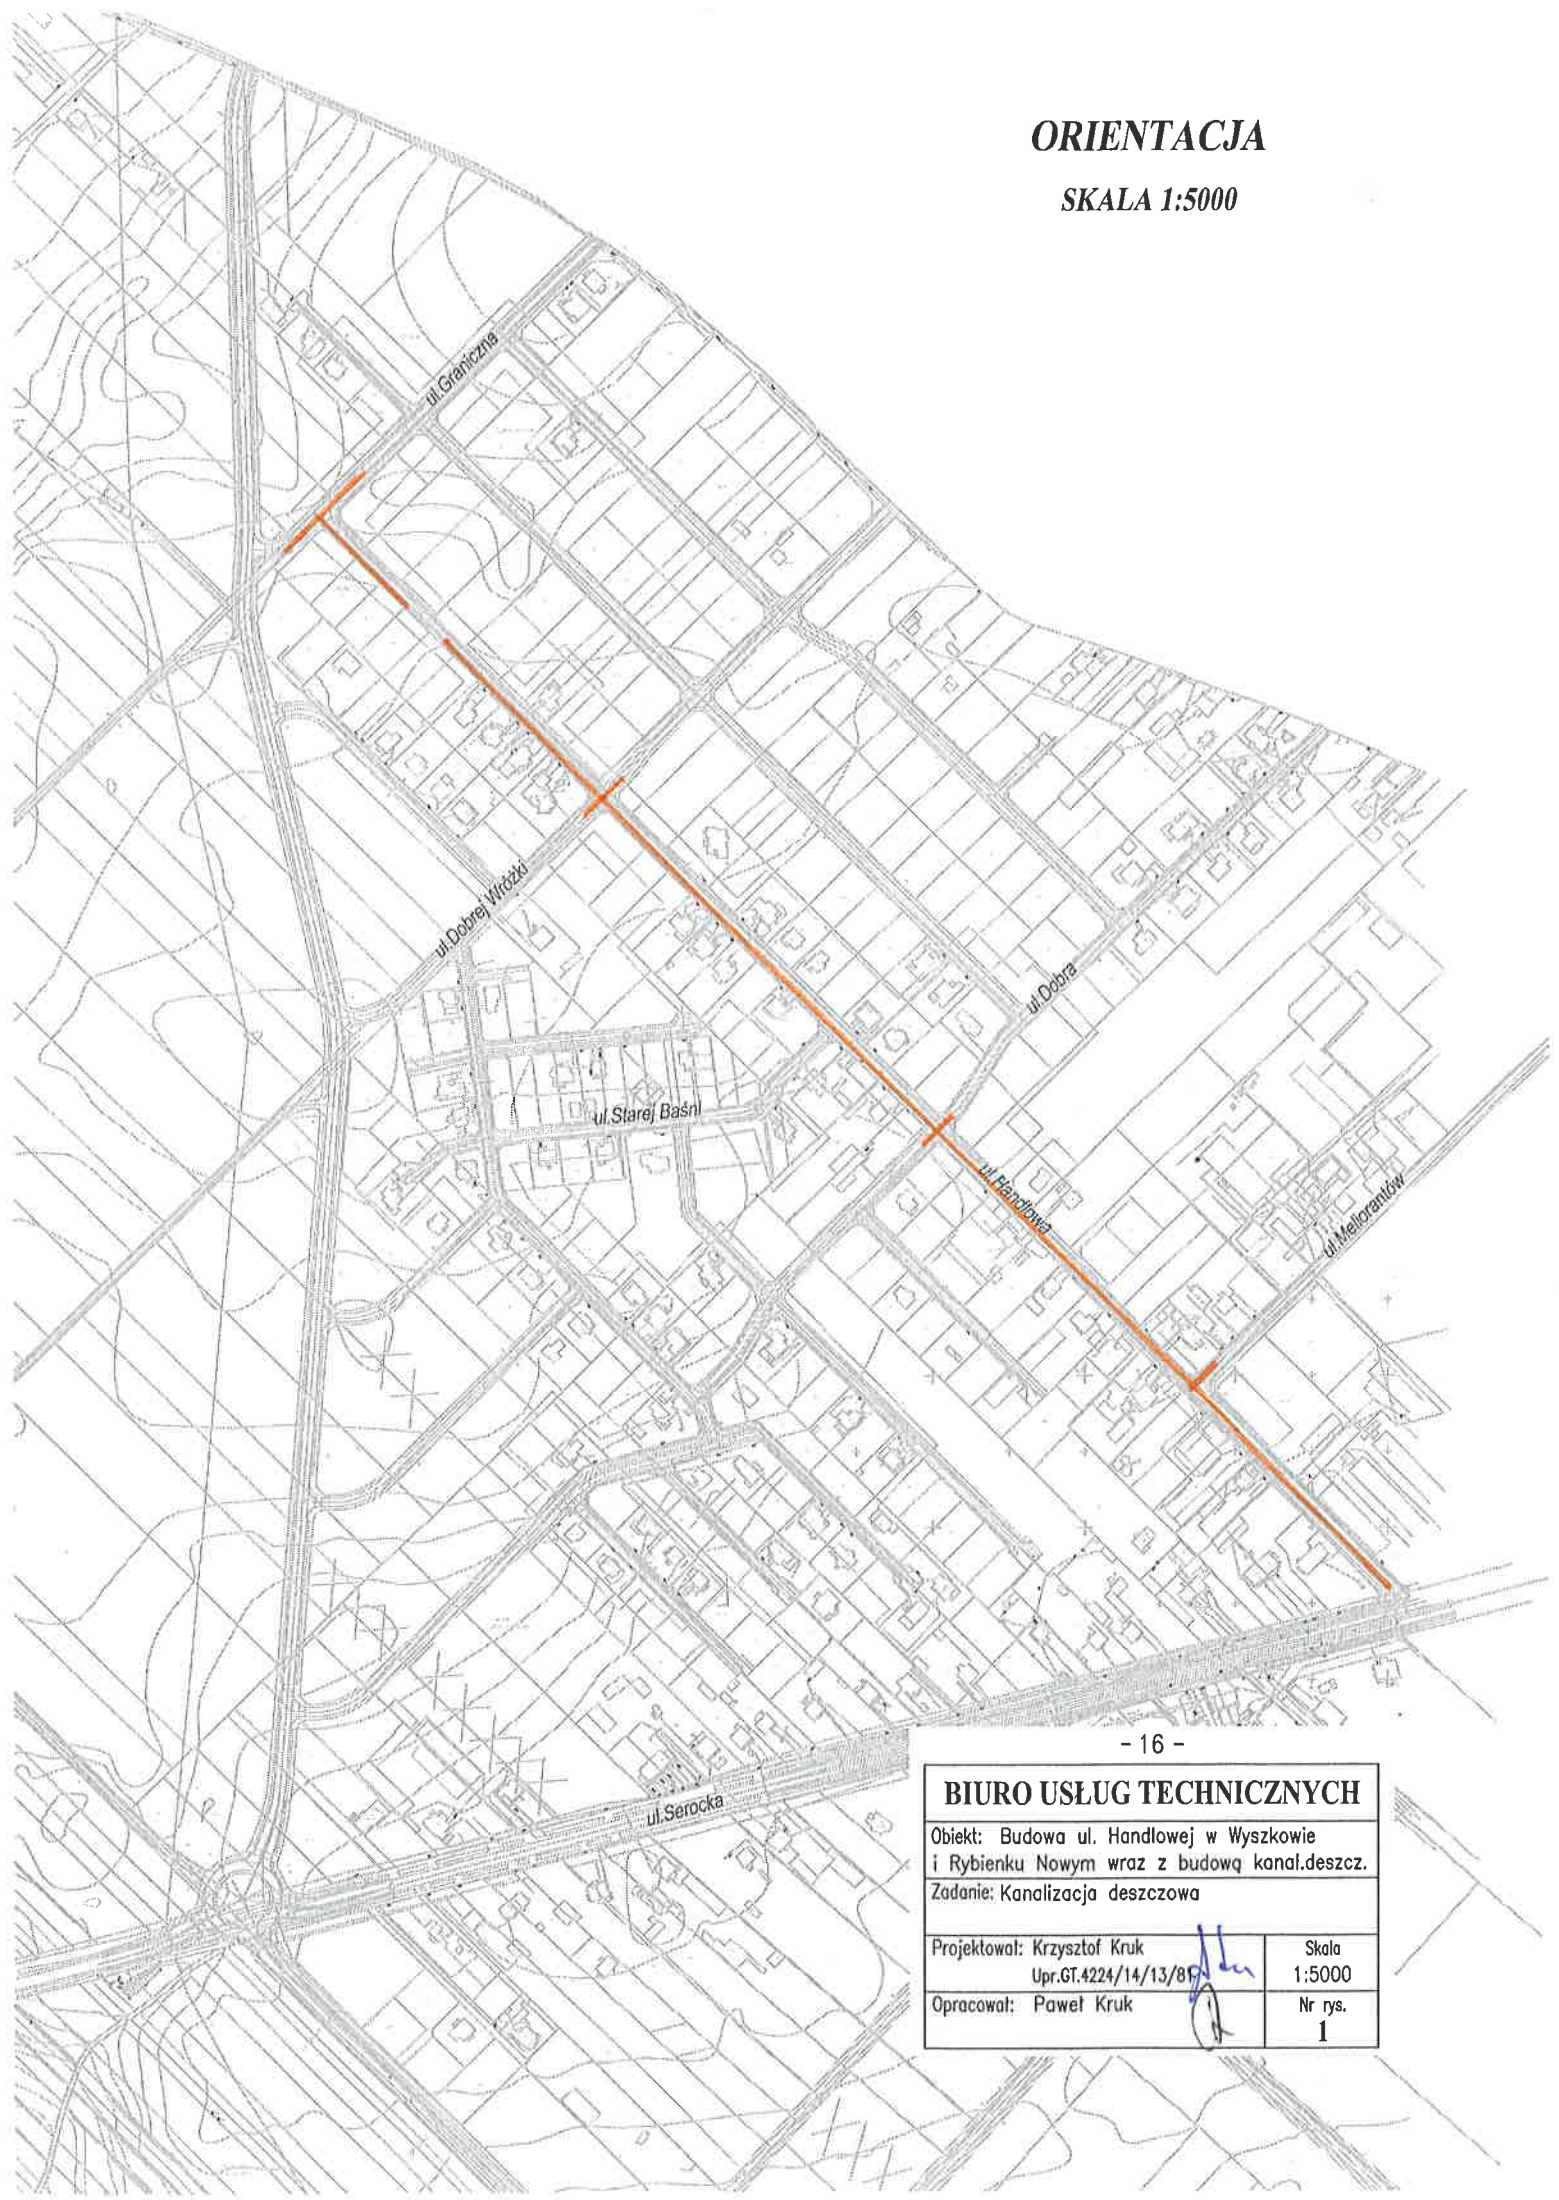 ORIENTACJA
SKALA 1:5000
ul.Graniczna
ul.Dobrej Wróżki
ul.Dobra
ul.Starej Baśni
ul.Handlowa
ul.Meliorantów
ul.Serocka
- 16 -
BIURO USŁUG TECHNICZNYCH
Obiekt: Budowa ul. Handlowej w Wyszkowie
i Rybienku Nowym wraz z budową kanal.deszcz.
Zadanie: Kanalizacja deszczowa
Projektował: Krzysztof Kruk
Upr.GT.4224/14/13/81
Skala
1:5000
Opracował: Paweł Kruk
Nr rys.
1